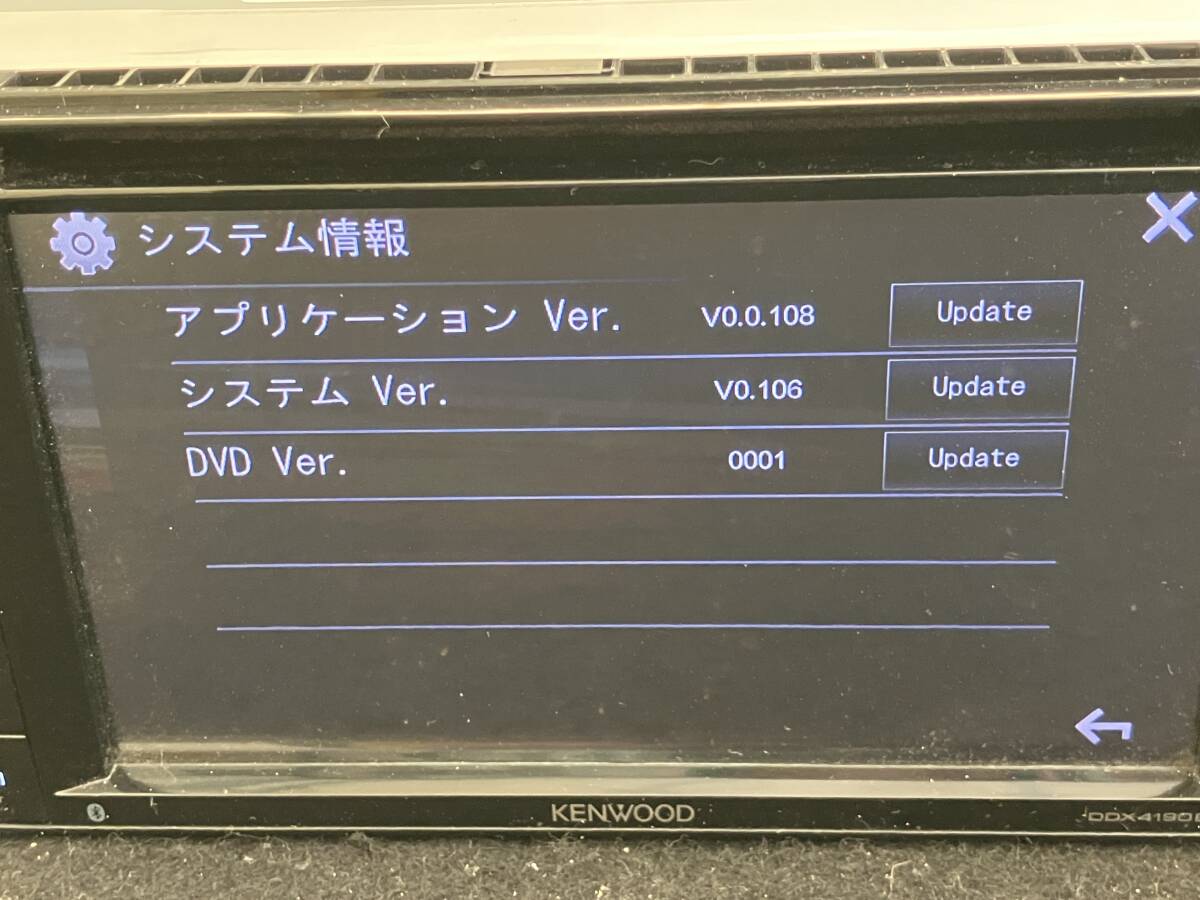 システム情報
アプリケーション Ver. V0.0.108 Update
システム Ver. V0.106 Update
DVD Ver. 0001 Update
KENWOOD